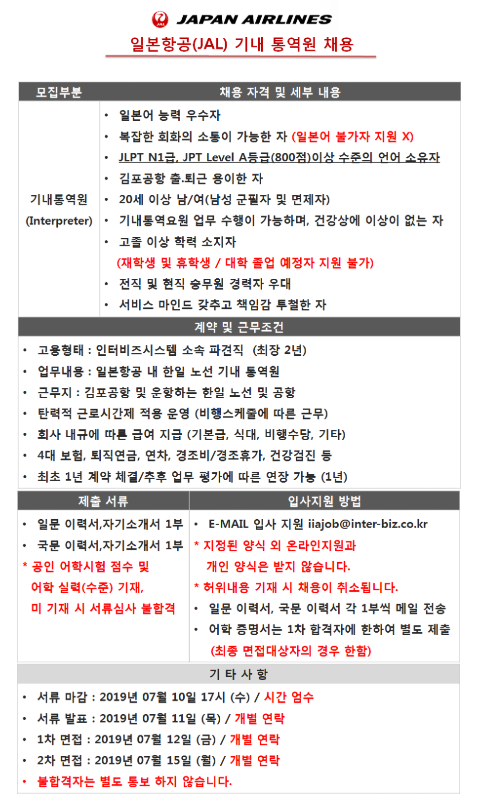 JAPAN AIRLINES
일본항공(JAL) 기내 통역원 채용
모집부분
채용 자격 및 세부 내용
기내통역원
(Interpreter)
• 일본어 능력 우수자
• 복잡한 회화의 소통이 가능한 자 (일본어 불가자 지원 X)
• JLPT N1급, JPT Level A등급(800점)이상 수준의 언어 소유자
• 김포공항 출.퇴근 용이한 자
• 20세 이상 남/여(남성 군필자 및 면제자)
• 기내통역요원 업무 수행이 가능하며, 건강상에 이상이 없는 자
• 고졸 이상 학력 소지자
(재학생 및 휴학생 / 대학 졸업 예정자 지원 불가)
• 전직 및 현직 승무원 경력자 우대
• 서비스 마인드 갖추고 책임감 투철한 자
계약 및 근무조건
• 고용형태 : 인터비즈시스템 소속 파견직 (최장 2년)
• 업무내용 : 일본항공 내 한일 노선 기내 통역원
• 근무지 : 김포공항 및 운항하는 한일 노선 및 공항
• 탄력적 근로시간제 적용 운영 (비행스케줄에 따른 근무)
• 회사 내규에 따른 급여 지급 (기본급, 식대, 비행수당, 기타)
• 4대 보험, 퇴직연금, 연차, 경조비/경조휴가, 건강검진 등
• 최초 1년 계약 체결/추후 업무 평가에 따른 연장 가능 (1년)
제출 서류
• 일문 이력서,자기소개서 1부
• 국문 이력서,자기소개서 1부
* 공인 어학시험 점수 및
어학 실력(수준) 기재,
미 기재 시 서류심사 불합격
입사지원 방법
• E-MAIL 입사 지원 iiajob@inter-biz.co.kr
* 지정된 양식 외 온라인지원과
개인 양식은 받지 않습니다.
* 허위내용 기재 시 채용이 취소됩니다.
• 일문 이력서, 국문 이력서 각 1부씩 메일 전송
• 어학 증명서는 1차 합격자에 한하여 별도 제출
(최종 면접대상자의 경우 한함)
기 타 사 항
• 서류 마감 : 2019년 07월 10일 17시 (수) / 시간 엄수
• 서류 발표 : 2019년 07월 11일 (목) / 개별 연락
• 1차 면접 : 2019년 07월 12일 (금) / 개별 연락
• 2차 면접 : 2019년 07월 15일 (월) / 개별 연락
• 불합격자는 별도 통보 하지 않습니다.